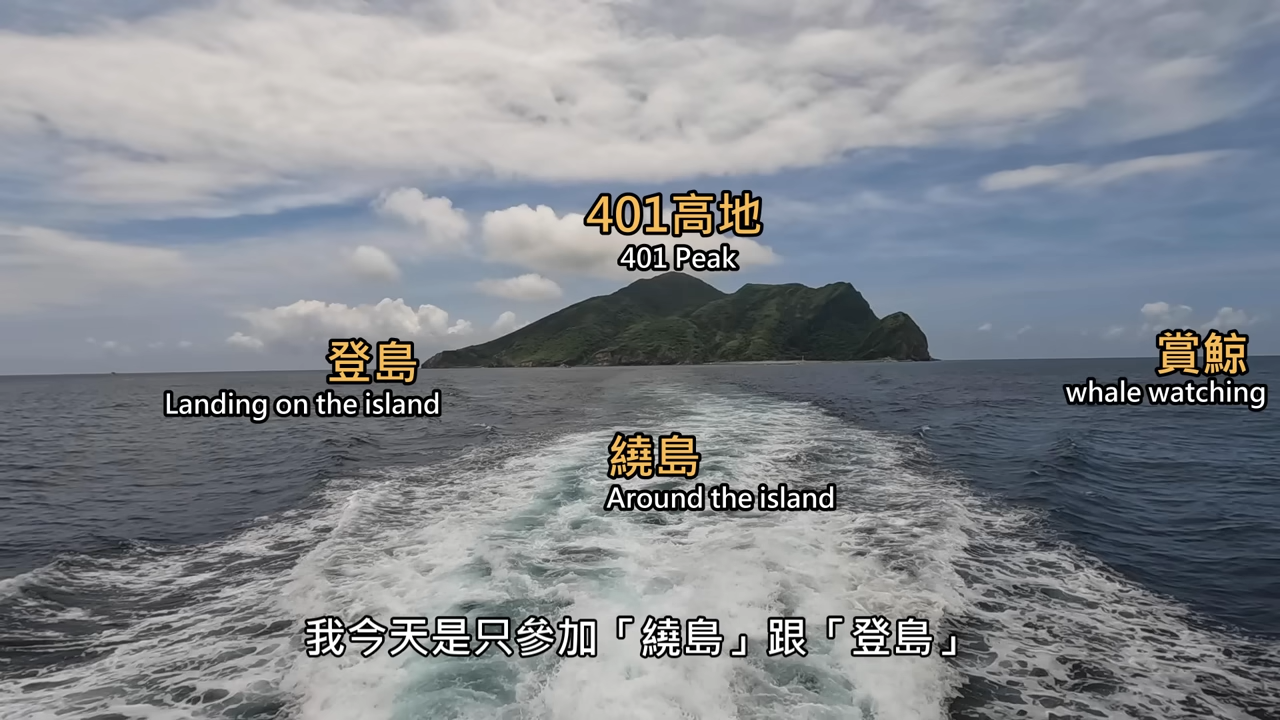 401高地
401 Peak
登島
Landing on the island
賞鯨
whale watching
繞島
Around the island
我今天是只參加「繞島」跟「登島」